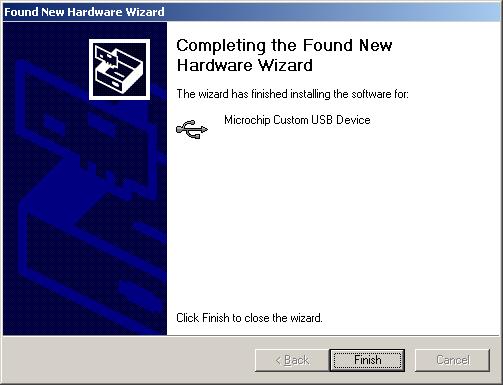 Found New Hardware Wizard
Completing the Found New
Hardware Wizard
The wizard has finished installing the software for:
Microchip Custom USB Device
Click Finish to close the wizard.
< Back Finish Cancel